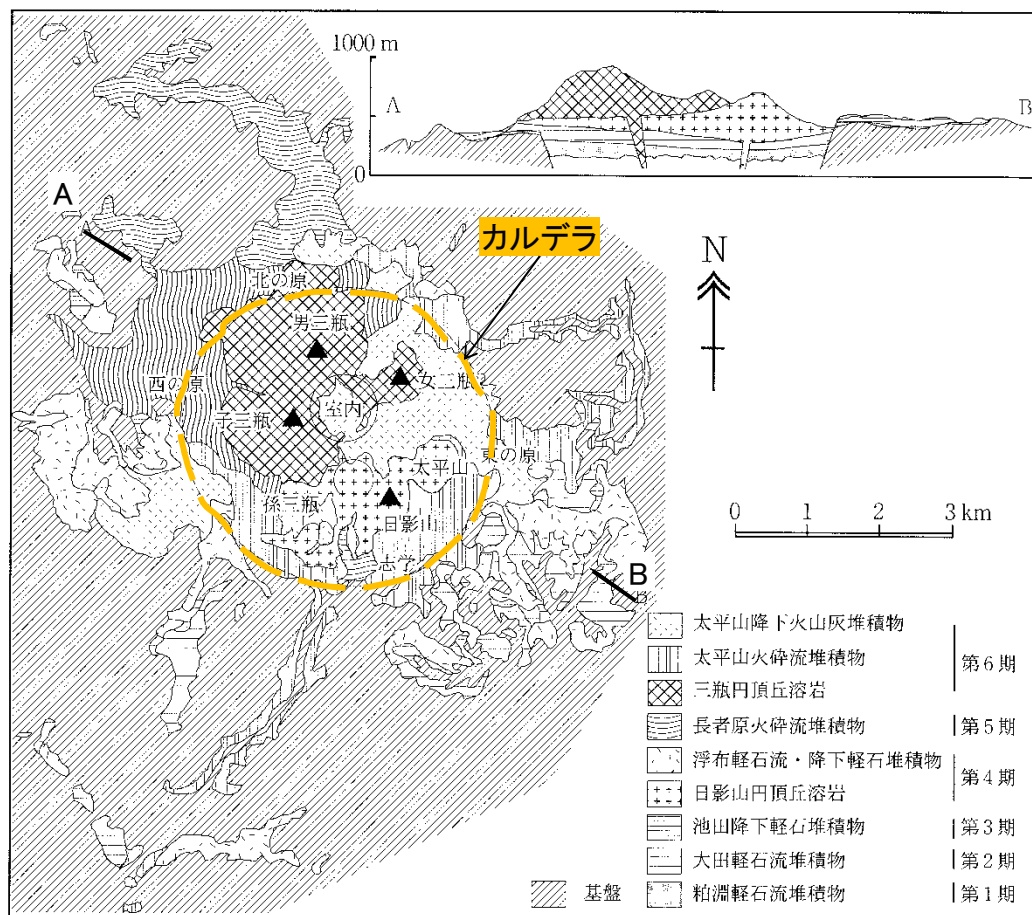 1000 m
A
B
0
A
カルデラ
N
北の原
男三瓶
女三瓶
西の原
室内
子三瓶
太平山
東の原
孫三瓶
日影山
志学
0 1 2 3 km
B
B
太平山降下火山灰堆積物
太平山火砕流堆積物
第6期
三瓶円頂丘溶岩
長者原火砕流堆積物 第5期
浮布軽石流・降下軽石堆積物
第4期
日影山円頂丘溶岩
池田降下軽石堆積物 第3期
大田軽石流堆積物 第2期
基盤 粕淵軽石流堆積物 第1期